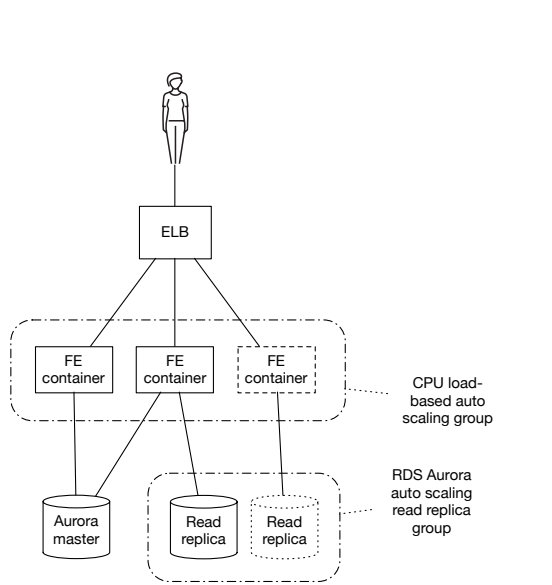 ELB
FE
container
FE
container
FE
container
CPU load-
based auto
scaling group
RDS Aurora
auto scaling
read replica
group
Aurora
master
Read
replica
Read
replica